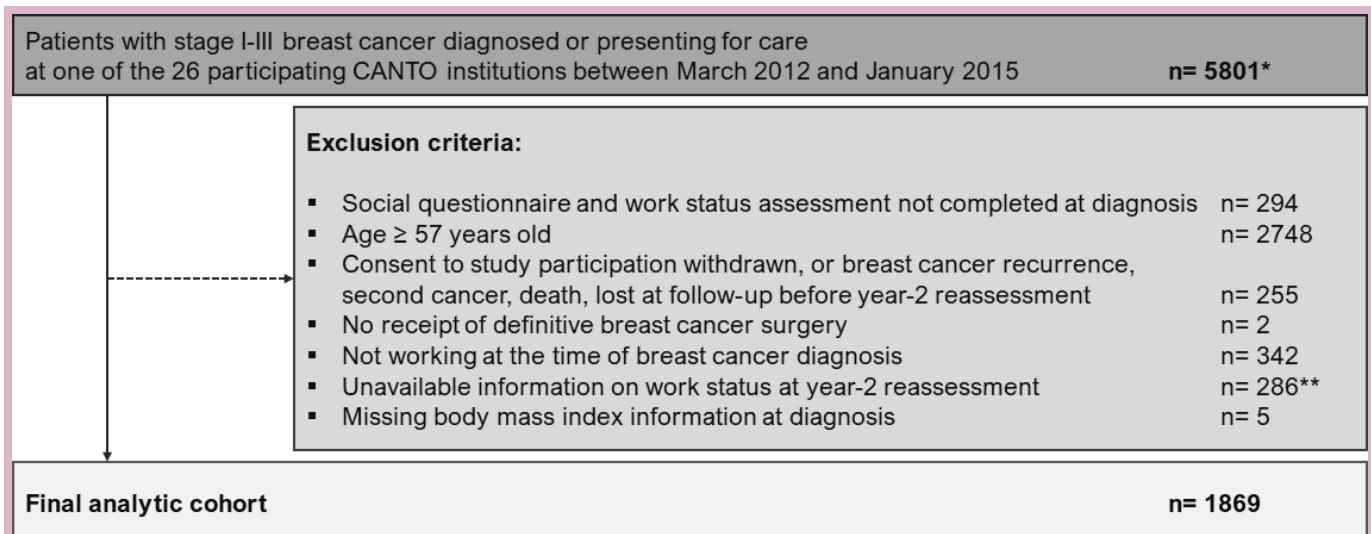 Patients with stage I-III breast cancer diagnosed or presenting for care
at one of the 26 participating CANTO institutions between March 2012 and January 2015 n= 5801*
Exclusion criteria:
▪ Social questionnaire and work status assessment not completed at diagnosis n= 294
▪ Age ≥ 57 years old n= 2748
▪ Consent to study participation withdrawn, or breast cancer recurrence,
second cancer, death, lost at follow-up before year-2 reassessment n= 255
▪ No receipt of definitive breast cancer surgery n= 2
▪ Not working at the time of breast cancer diagnosis n= 342
▪ Unavailable information on work status at year-2 reassessment n= 286**
▪ Missing body mass index information at diagnosis n= 5
Final analytic cohort n= 1869